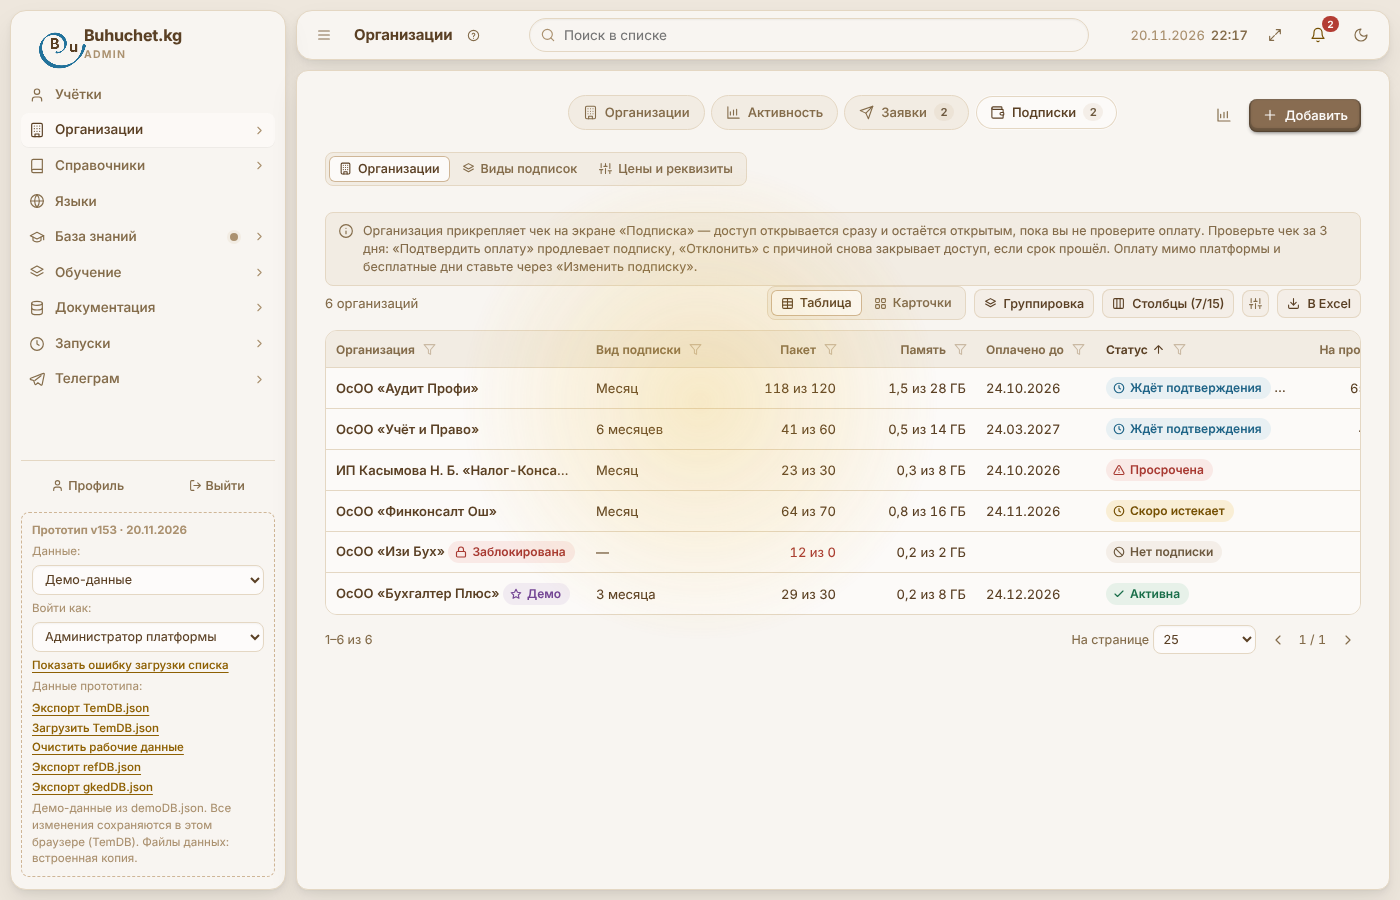 Buhuchet.kg
ADMIN
Учётки
Организации
Справочники
Языки
База знаний
Обучение
Документация
Запуски
Телеграм
Профиль
Выйти
Прототип v153 · 20.11.2026
Данные:
Демо-данные
Войти как:
Администратор платформы
Показать ошибку загрузки списка
Данные прототипа:
Экспорт TemDB.json
Загрузить TemDB.json
Очистить рабочие данные
Экспорт refDB.json
Экспорт gkedDB.json
Демо-данные из demoDB.json. Все
изменения сохраняются в этом
браузере (TemDB). Файлы данных:
встроенная копия.
Организации
Поиск в списке
20.11.2026 22:17
2
Организации
Активность
Заявки 2
Подписки 2
Добавить
Организации
Виды подписок
Цены и реквизиты
Организация прикрепляет чек на экране «Подписка» — доступ открывается сразу и остаётся открытым, пока вы не проверите оплату. Проверьте чек за 3
дня: «Подтвердить оплату» продлевает подписку, «Отклонить» с причиной снова закрывает доступ, если срок прошёл. Оплату мимо платформы и
бесплатные дни ставьте через «Изменить подписку».
6 организаций
Таблица
Карточки
Группировка
Столбцы (7/15)
В Excel
Организация Вид подписки Пакет Память Оплачено до Статус На про
ОсОО «Аудит Профи» Месяц 118 из 120 1,5 из 28 ГБ 24.10.2026 Ждёт подтверждения ... 6
ОсОО «Учёт и Право» 6 месяцев 41 из 60 0,5 из 14 ГБ 24.03.2027 Ждёт подтверждения
ИП Касымова Н. Б. «Налог-Конса... Месяц 23 из 30 0,3 из 8 ГБ 24.10.2026 Просрочена
ОсОО «Финконсалт Ош» Месяц 64 из 70 0,8 из 16 ГБ 24.11.2026 Скоро истекает
ОсОО «Изи Бух» Заблокирована — 12 из 0 0,2 из 2 ГБ Нет подписки
ОсОО «Бухгалтер Плюс» Демо 3 месяца 29 из 30 0,2 из 8 ГБ 24.12.2026 Активна
1–6 из 6
На странице 25 1 / 1